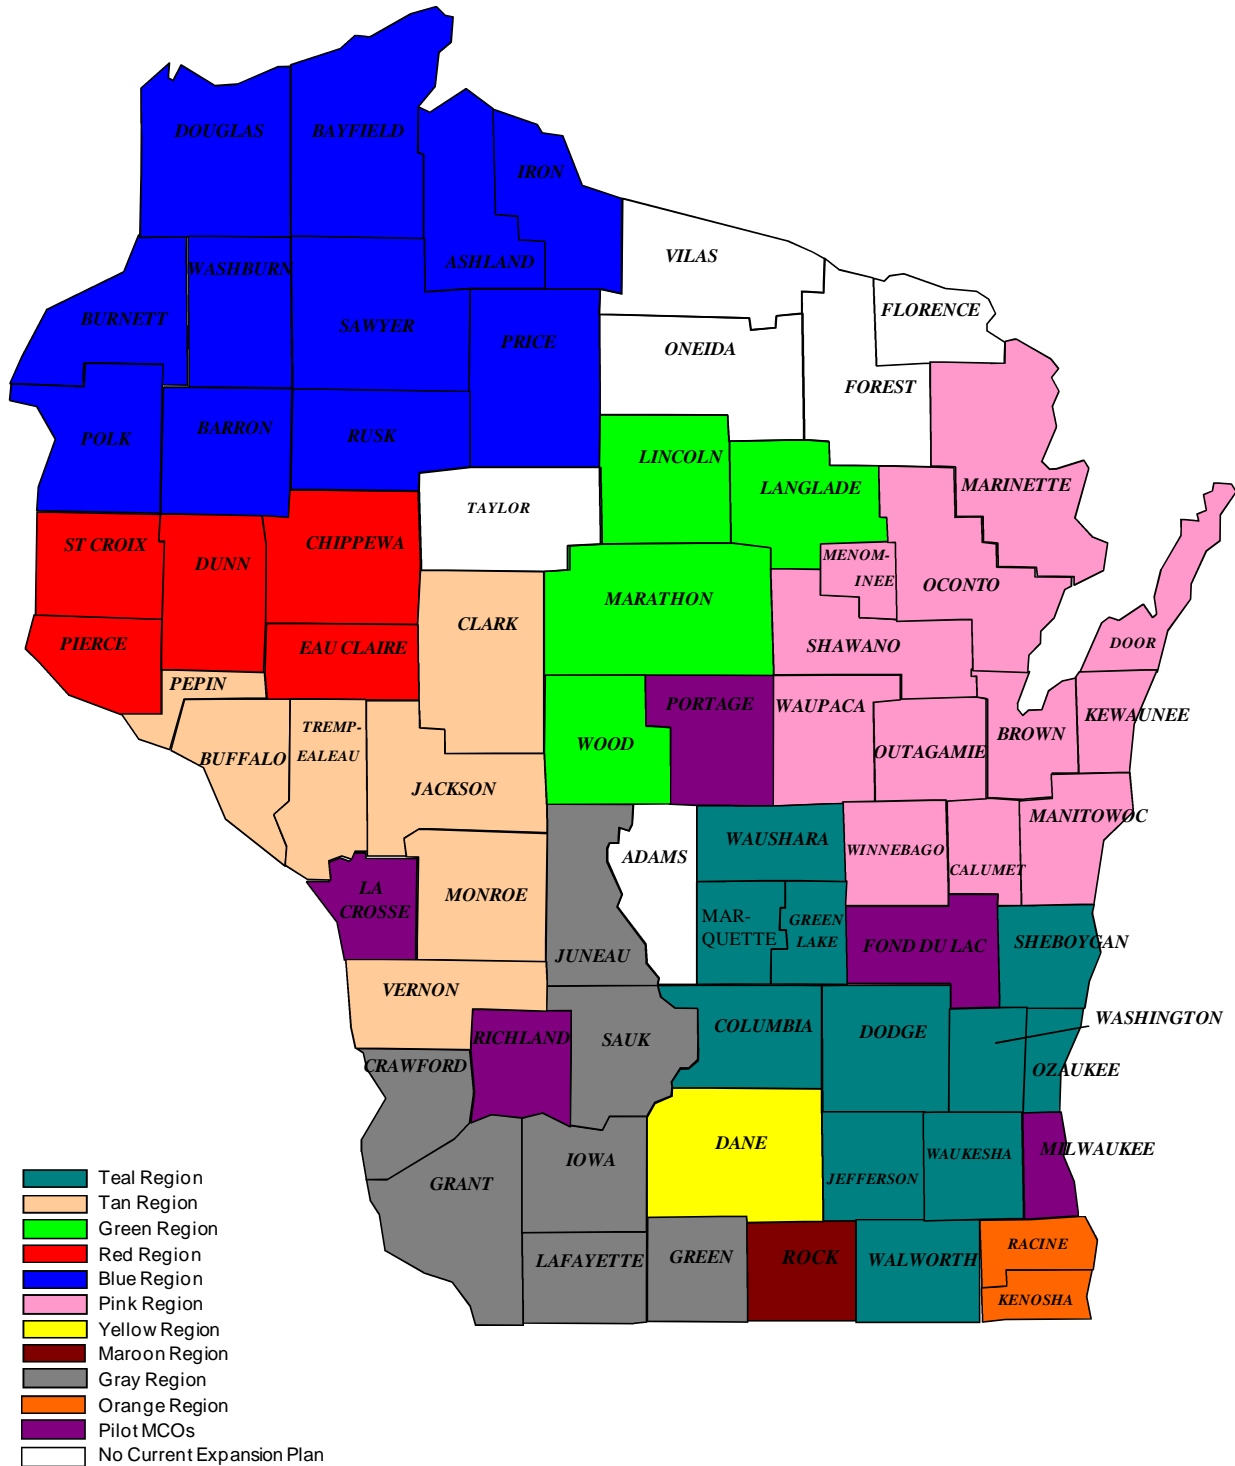 DOUGLAS
BAYFIELD
IRON
ASHLAND
VILAS
WASHBURN
BURNETT
SAWYER
PRICE
ONEIDA
FLORENCE
FOREST
POLK
BARRON
RUSK
LINCOLN
LANGLADE
MARINETTE
TAYLOR
ST CROIX
DUNN
CHIPPEWA
MENOM-
INEE
OCONTO
MARATHON
CLARK
PIERCE
EAU CLAIRE
SHAWANO
DOOR
PEPIN
PORTAGE
WAUPACA
KEWAUNEE
TREMP-
EALEAU
BUFFALO
WOOD
OUTAGAMIE
BROWN
JACKSON
MANITOWOC
WAUSHARA
ADAMS
WINNEBAGO
CALUMET
LA
CROSSE
MONROE
MAR-
QUETTE
GREEN
LAKE
FOND DU LAC
SHEBOYGAN
JUNEAU
VERNON
RICHLAND
SAUK
COLUMBIA
DODGE
WASHINGTON
OZAUKEE
CRAWFORD
DANE
IOWA
GRANT
JEFFERSON
WAUKESHA
MILWAUKEE
LAFAYETTE
GREEN
ROCK
WALWORTH
RACINE
KENOSHA
Teal Region
Tan Region
Green Region
Red Region
Blue Region
Pink Region
Yellow Region
Maroon Region
Gray Region
Orange Region
Pilot MCOs
No Current Expansion Plan